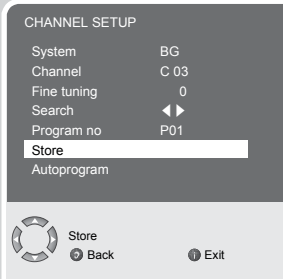 CHANNEL SETUP
System BG
Channel C 03
Fine tuning 0
Search
Program no P01
Store
Autoprogram
Store
Back Exit